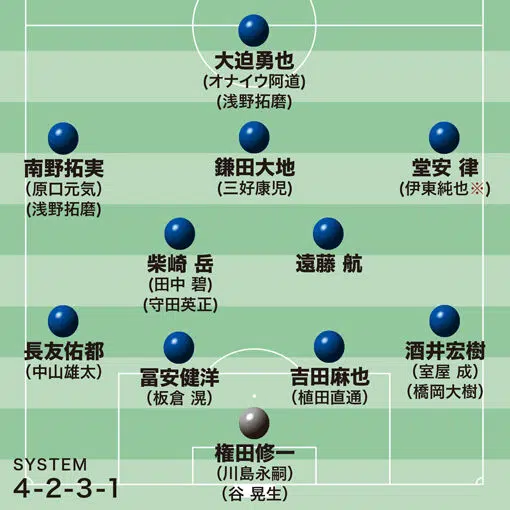 大迫勇也
(オナイウ阿道)
(浅野拓磨)
南野拓実
(原口元気)
(浅野拓磨)
鎌田大地
(三好康児)
堂安 律
(伊東純也※)
柴崎 岳
(田中 碧)
(守田英正)
遠藤 航
長友佑都
(中山雄太)
冨安健洋
(板倉 滉)
吉田麻也
(植田直通)
酒井宏樹
(室屋 成)
(橋岡大樹)
権田修一
(川島永嗣)
(谷 晃生)
SYSTEM
4-2-3-1